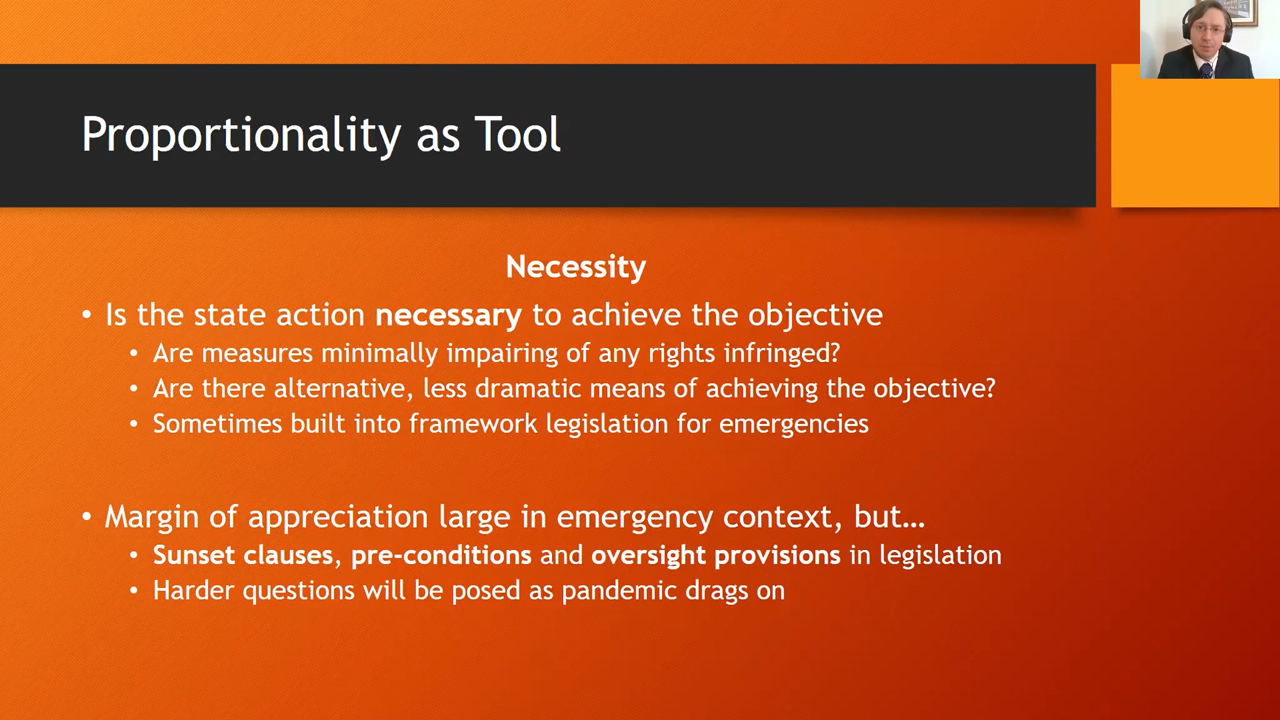 Proportionality as Tool
Necessity
• Is the state action necessary to achieve the objective
• Are measures minimally impairing of any rights infringed?
• Are there alternative, less dramatic means of achieving the objective?
• Sometimes built into framework legislation for emergencies
• Margin of appreciation large in emergency context, but...
• Sunset clauses, pre-conditions and oversight provisions in legislation
• Harder questions will be posed as pandemic drags on